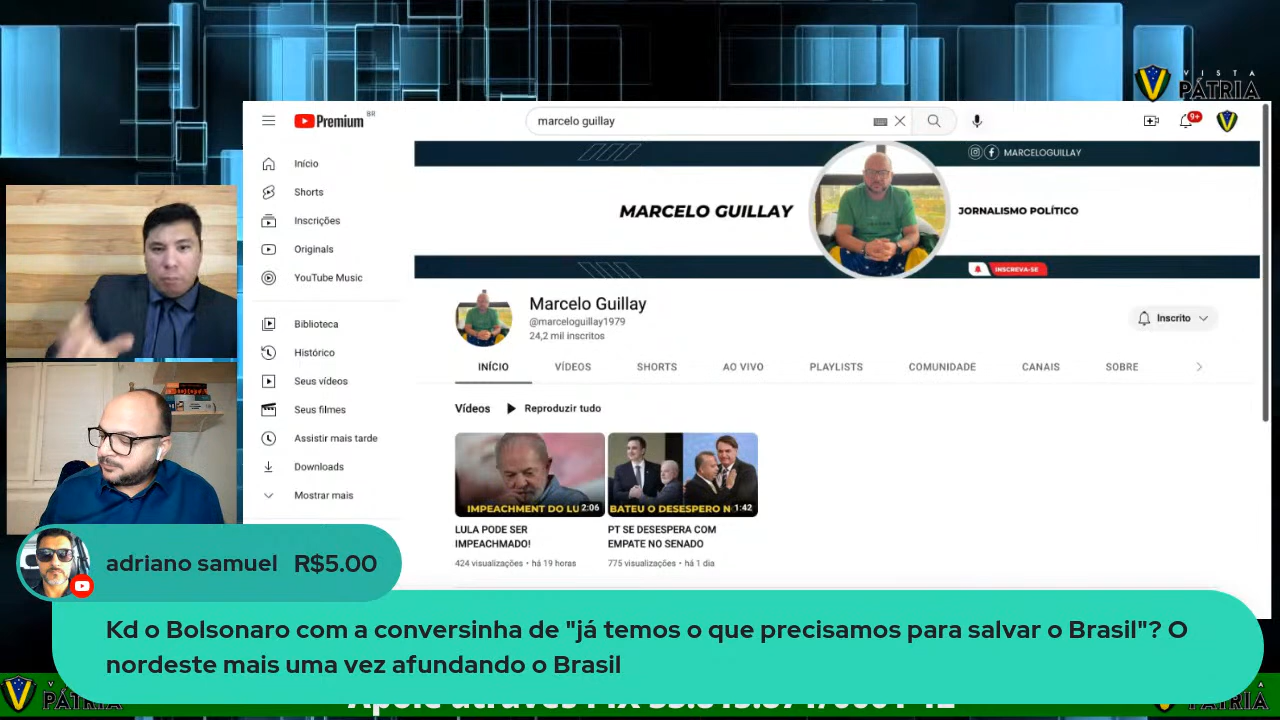 VISTA
PÁTRIA
Premium BR
marcelo guillay
9+
Início
Shorts
Inscrições
Originals
YouTube Music
Biblioteca
Histórico
Seus vídeos
Seus filmes
Assistir mais tarde
Downloads
Mostrar mais
MARCELOGUILLAY
MARCELO GUILLAY
JORNALISMO POLÍTICO
INSCREVA-SE
Marcelo Guillay
@marceloguillay1979
24,2 mil inscritos
Inscrito
INÍCIO VÍDEOS SHORTS AO VIVO PLAYLISTS COMUNIDADE CANAIS SOBRE
Vídeos Reproduzir tudo
IMPEACHMENT DO LU 2:06
BATEU O DESESPERO N 1:42
LULA PODE SER
IMPEACHMADO!
424 visualizações • há 19 horas
PT SE DESESPERA COM
EMPATE NO SENADO
775 visualizações • há 1 dia
adriano samuel R$5.00
Kd o Bolsonaro com a conversinha de "já temos o que precisamos para salvar o Brasil"? O
nordeste mais uma vez afundando o Brasil